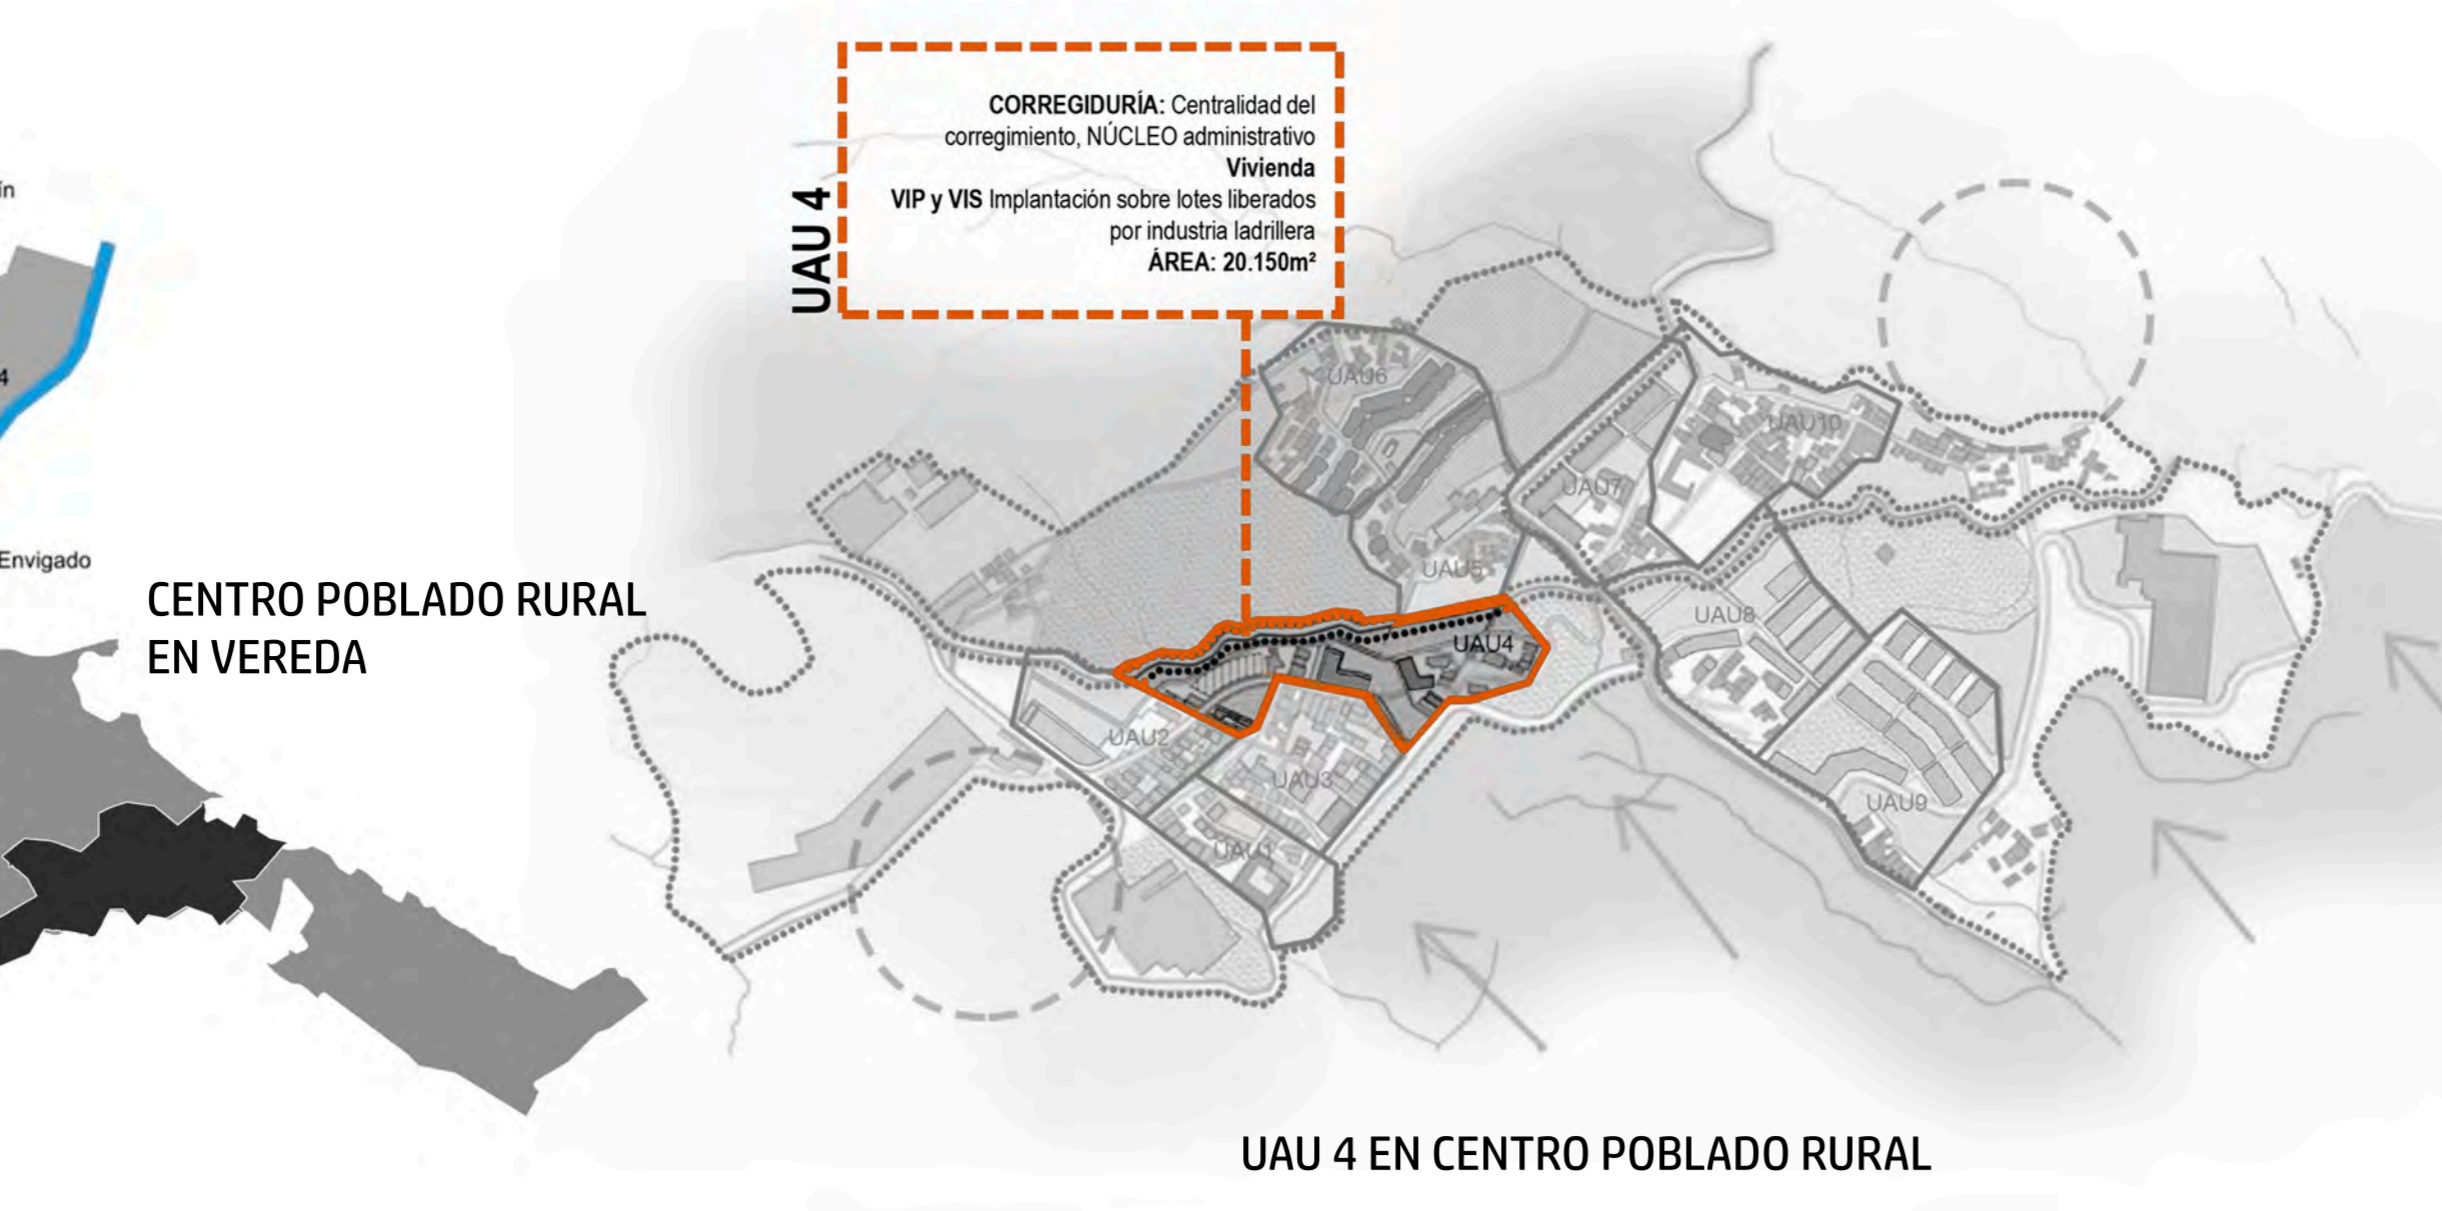 ín
4
Envigado
CENTRO POBLADO RURAL
EN VEREDA
UAU 4
CORREGIDURÍA: Centralidad del
corregimiento, NÚCLEO administrativo
Vivienda
VIP y VIS Implantación sobre lotes liberados
por industria ladrillera
ÁREA: 20.150m²
UAU6
UAU10
UAU7
UAU5
UAU8
UAU4
UAU2
UAU3
UAU9
UAU1
UAU 4 EN CENTRO POBLADO RURAL